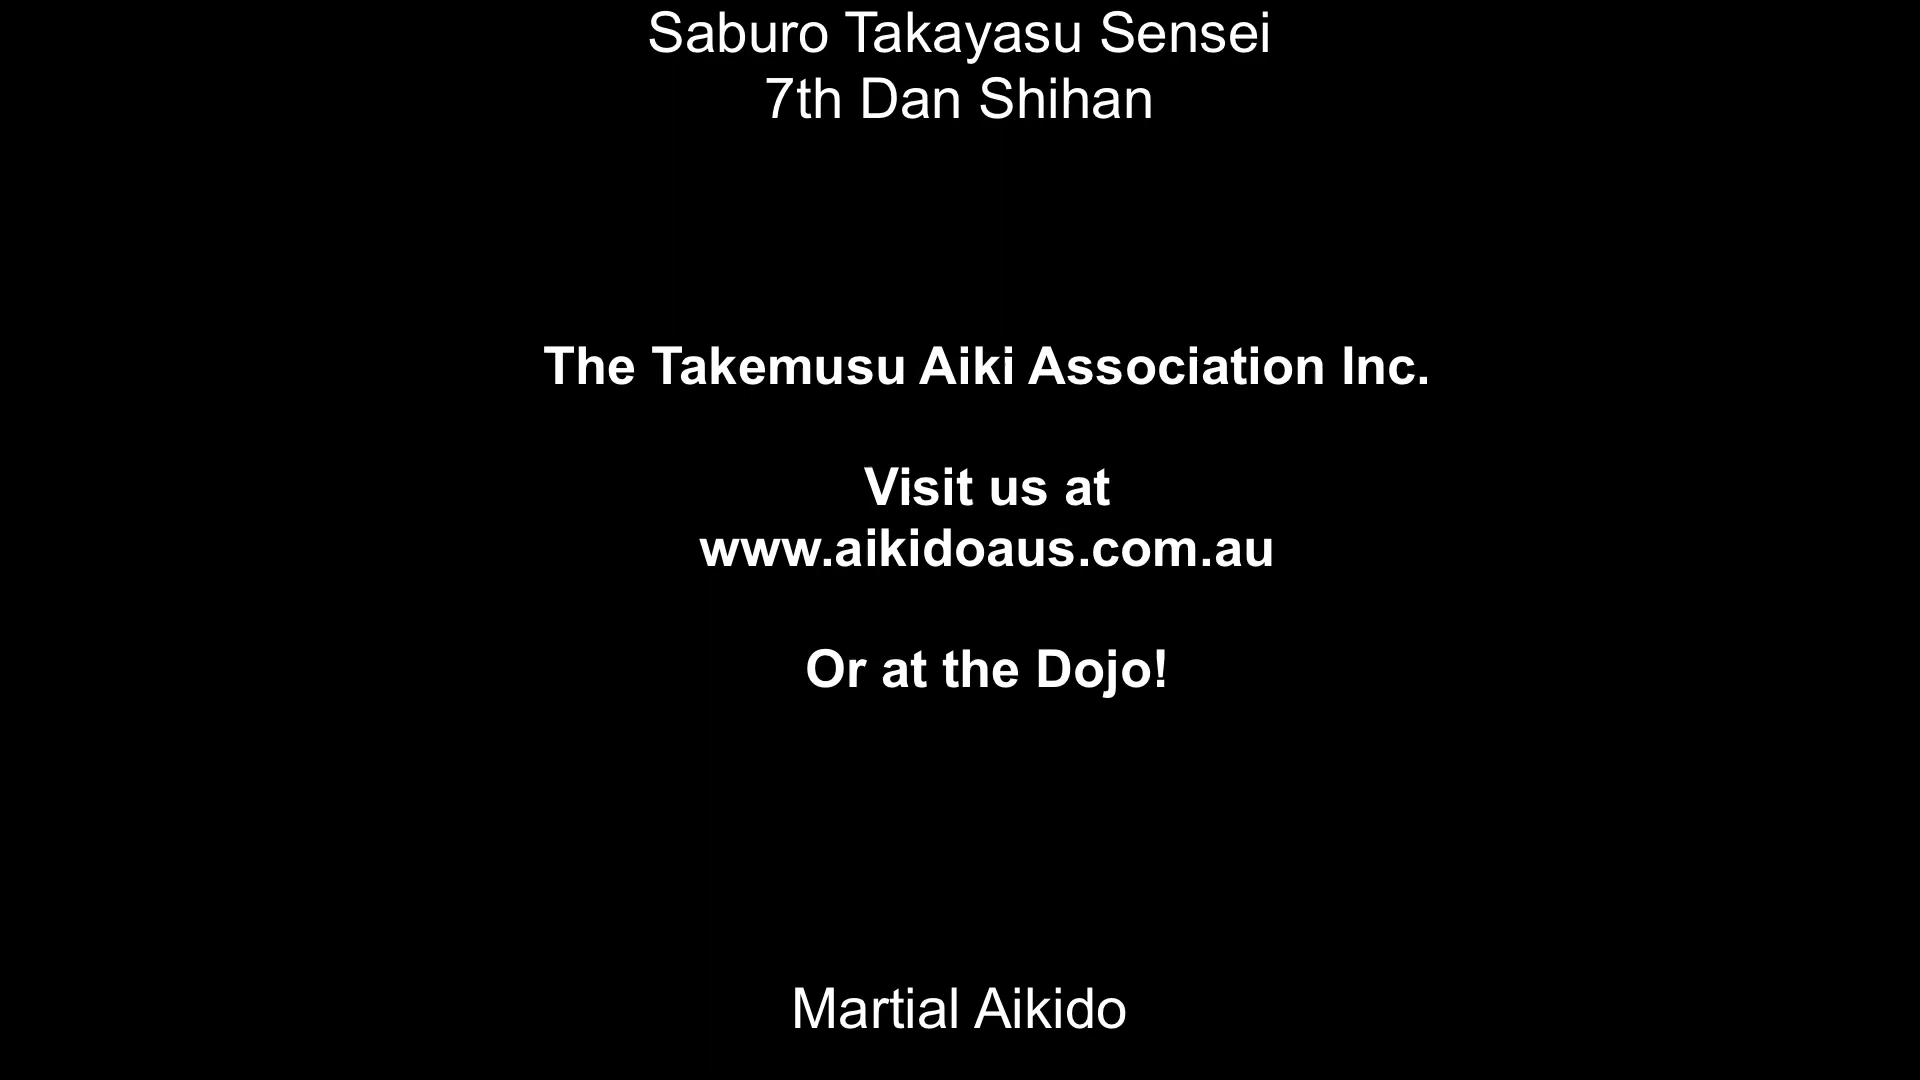 Saburo Takayasu Sensei
7th Dan Shihan
The Takemusu Aiki Association Inc.
Visit us at
www.aikidoaus.com.au
Or at the Dojo!
Martial Aikido